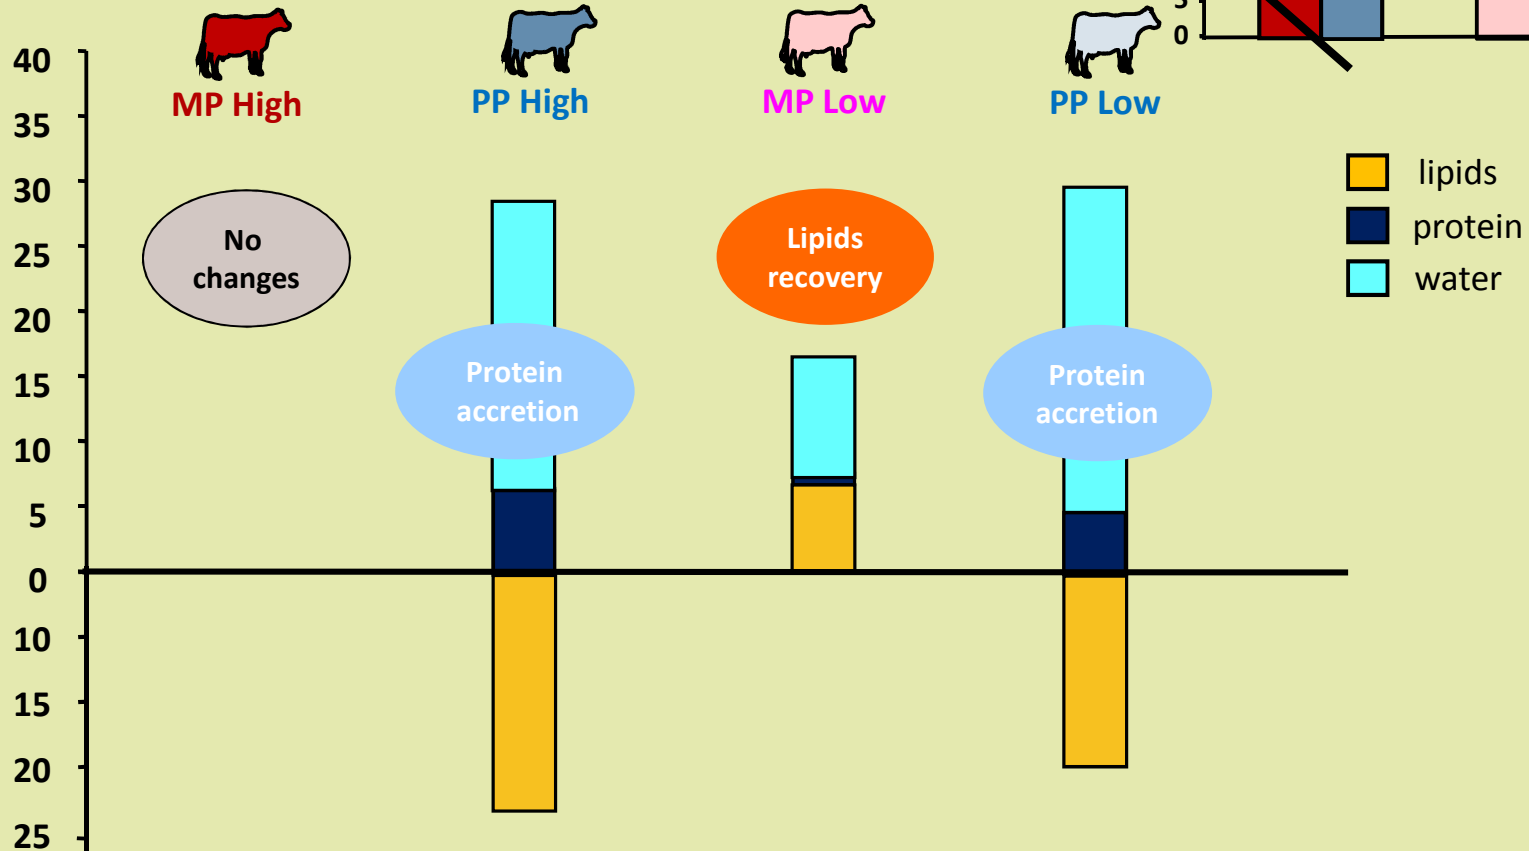 5
0
MP High
PP High
MP Low
PP Low
40
35
30
25
20
15
10
5
0
10
15
20
25
No
changes
Protein
accretion
Lipids
recovery
Protein
accretion
lipids
protein
water